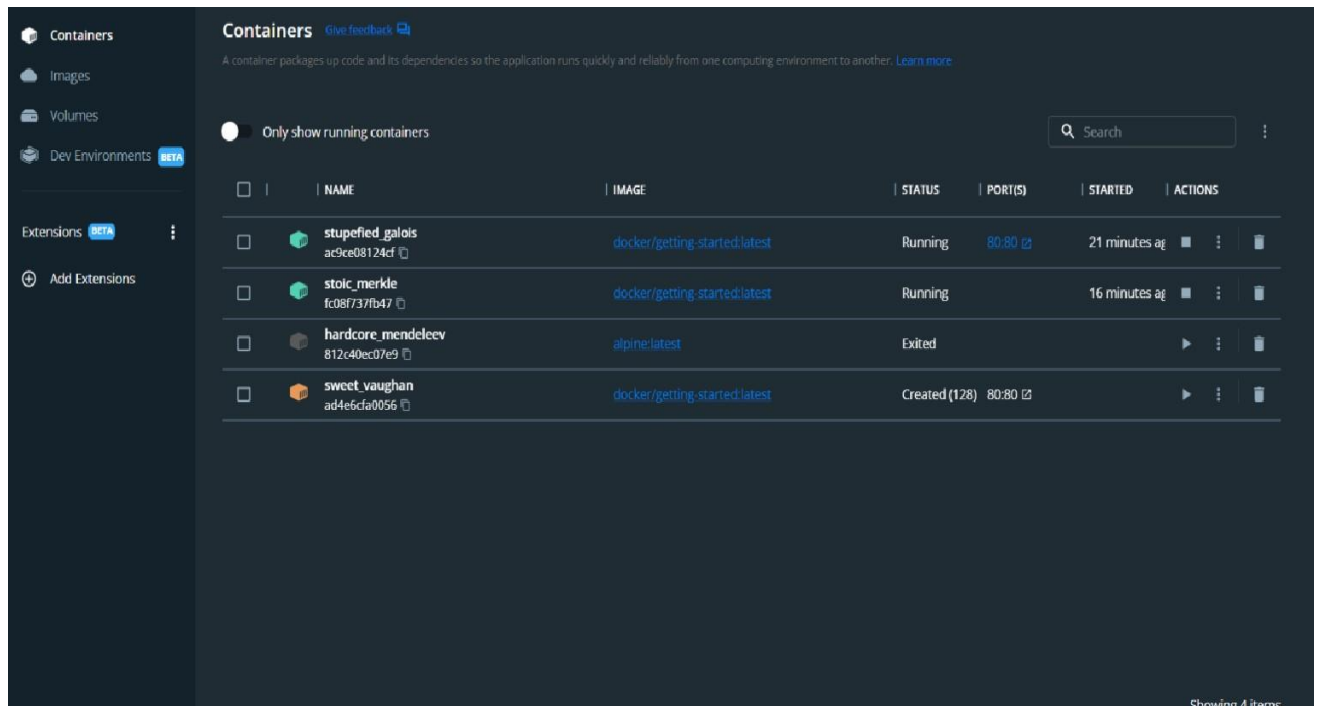 Containers
Images
Volumes
Dev Environments BETA
Extensions BETA
Add Extensions
Containers Give feedback
A container packages up code and its dependencies so the application runs quickly and reliably from one computing environment to another. Learn more
Only show running containers
Search
NAME IMAGE STATUS PORT(S) STARTED ACTIONS
stupefied_galois docker/getting-started:latest Running 80:80 21 minutes ag
ac9ce08124cf
stoic_merkle docker/getting-started:latest Running 16 minutes ag
fc08f737fb47
hardcore_mendeleev alpine:latest Exited
812c40ec07e9
sweet_vaughan docker/getting-started:latest Created (128) 80:80
ad4e6cfa0056
Showing 4 items